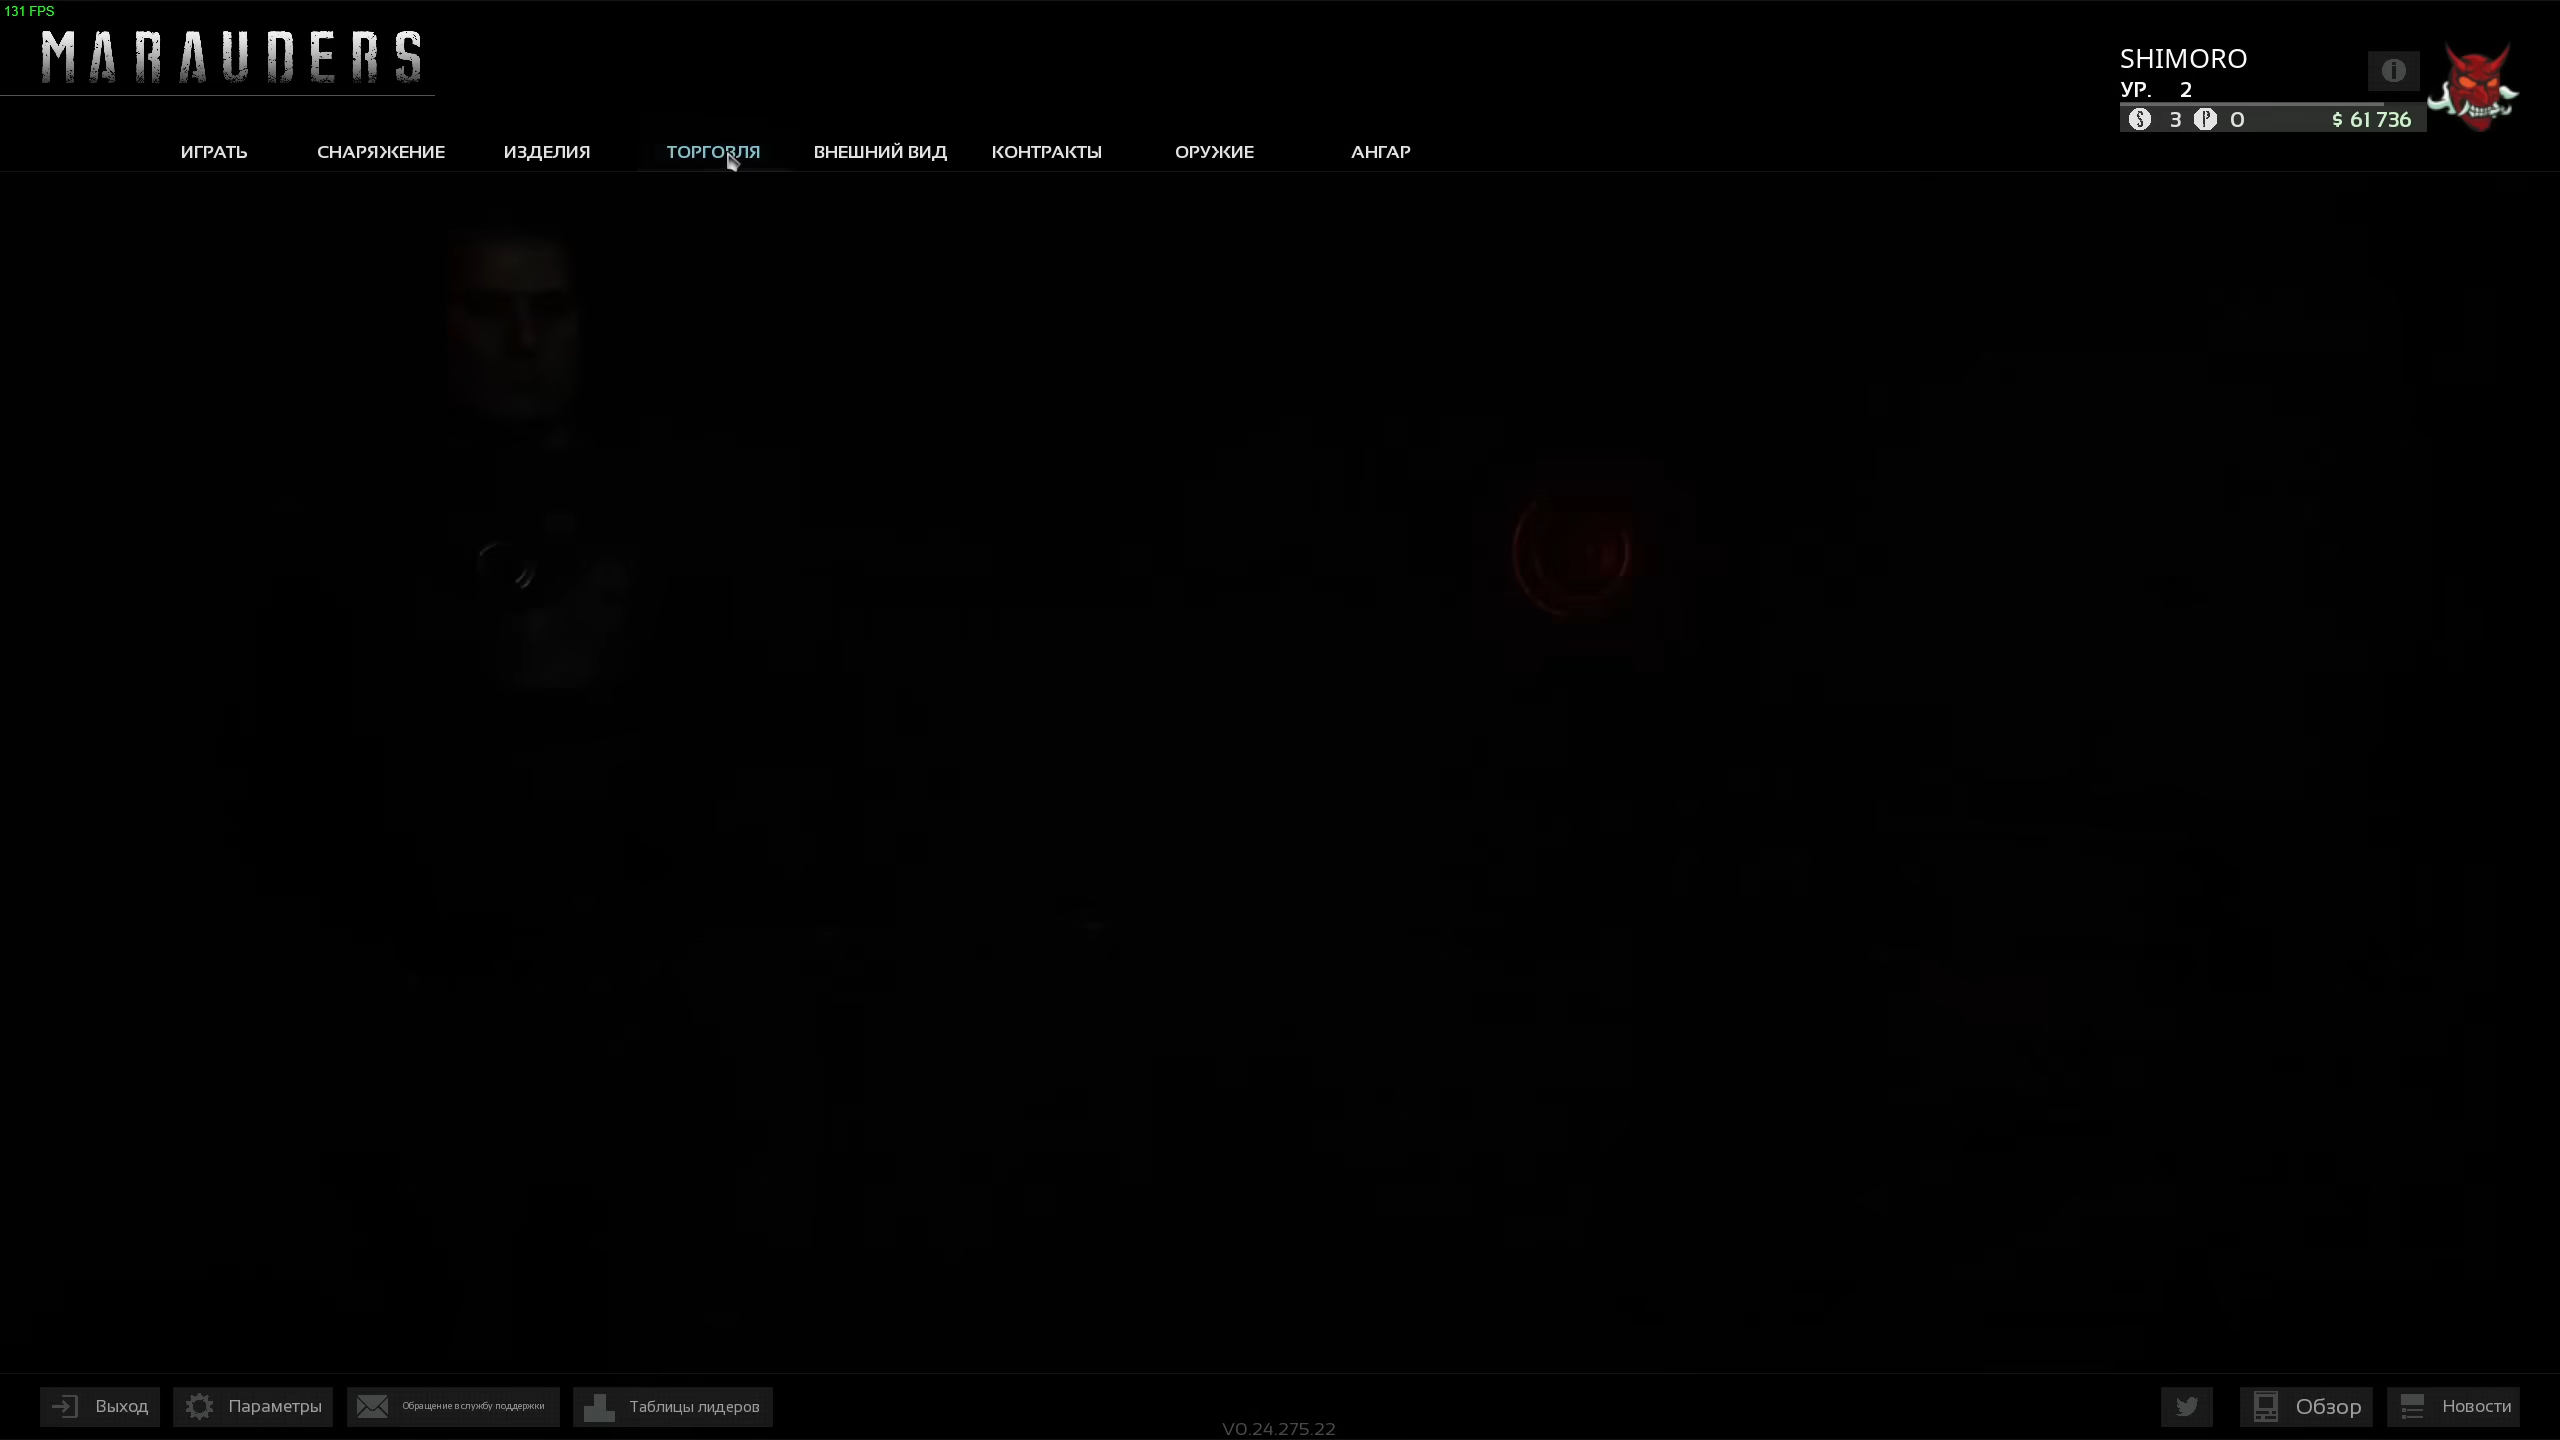 131 FPS
MARAUDERS
SHIMORO
УР. 2
S 3 P 0 $ 61 736
ИГРАТЬ СНАРЯЖЕНИЕ ИЗДЕЛИЯ ТОРГОВЛЯ ВНЕШНИЙ ВИД КОНТРАКТЫ ОРУЖИЕ АНГАР
Выход Параметры Обращение в службу поддержки Таблицы лидеров Обзор Новости
V0.24.275.22